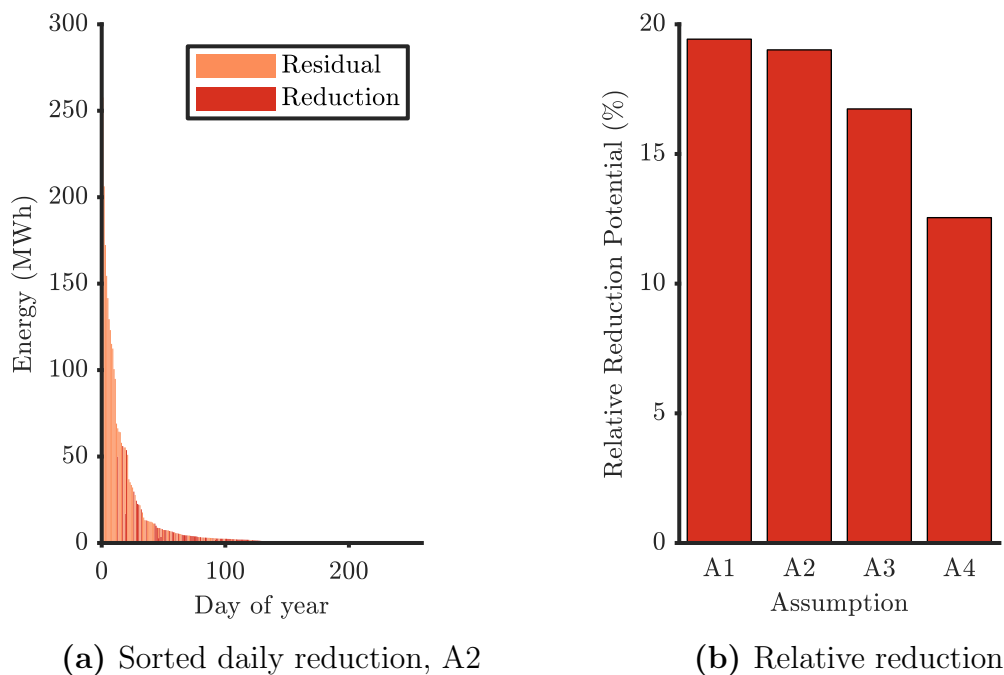 300
250
200
150
100
50
0
Energy (MWh)
Residual
Reduction
0 100 200
Day of year
(a) Sorted daily reduction, A2
20
15
10
5
0
Relative Reduction Potential (%)
A1 A2 A3 A4
Assumption
(b) Relative reduction